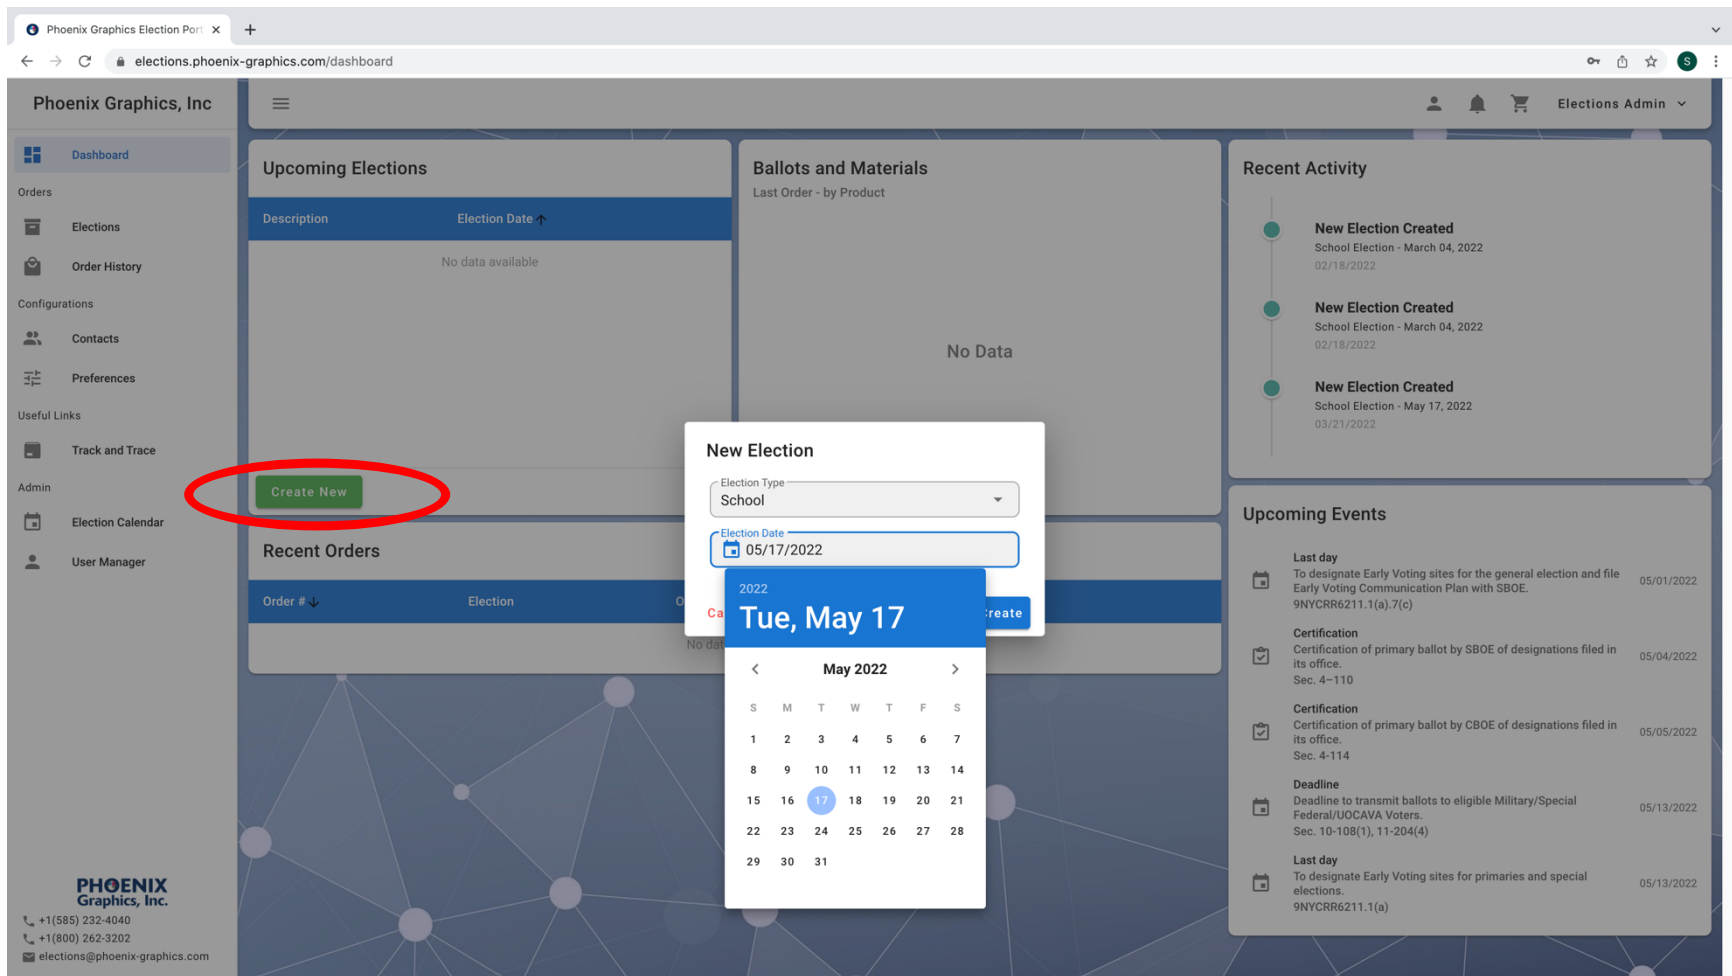 Phoenix Graphics Election Port
elections.phoenix-graphics.com/dashboard
S
Phoenix Graphics, Inc
Elections Admin
Dashboard
Orders
Elections
Order History
Configurations
Contacts
Preferences
Useful Links
Track and Trace
Admin
Election Calendar
User Manager
PHOENIX
Graphics, Inc.
+1(585) 232-4040
+1(800) 262-3202
elections@phoenix-graphics.com
Upcoming Elections
Description Election Date
No data available
Create New
Ballots and Materials
Last Order - by Product
No Data
Recent Orders
Order # Election O
No dat
New Election
Election Type
School
Election Date
05/17/2022
Ca
Create
2022
Tue, May 17
May 2022
S M T W T F S
1 2 3 4 5 6 7
8 9 10 11 12 13 14
15 16 17 18 19 20 21
22 23 24 25 26 27 28
29 30 31
Recent Activity
New Election Created
School Election - March 04, 2022
02/18/2022
New Election Created
School Election - March 04, 2022
02/18/2022
New Election Created
School Election - May 17, 2022
03/21/2022
Upcoming Events
Last day
To designate Early Voting sites for the general election and file
Early Voting Communication Plan with SBOE.
9NYCRR6211.1(a).7(c)
05/01/2022
Certification
Certification of primary ballot by SBOE of designations filed in
its office.
Sec. 4–110
05/04/2022
Certification
Certification of primary ballot by CBOE of designations filed in
its office.
Sec. 4-114
05/05/2022
Deadline
Deadline to transmit ballots to eligible Military/Special
Federal/UOCAVA Voters.
Sec. 10-108(1), 11-204(4)
05/13/2022
Last day
To designate Early Voting sites for primaries and special
elections.
9NYCRR6211.1(a)
05/13/2022